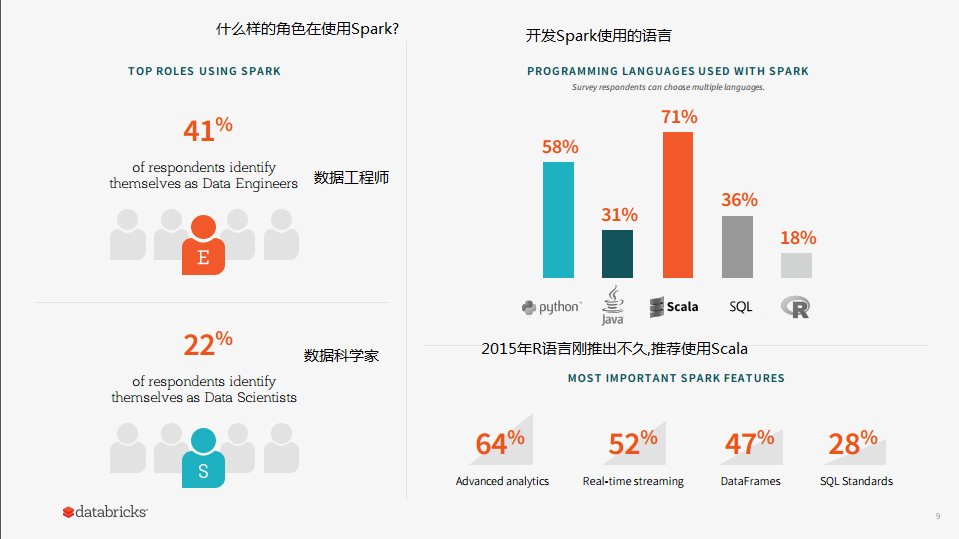 什么样的角色在使用Spark?
TOP ROLES USING SPARK
41%
of respondents identify
themselves as Data Engineers
数据工程师
E
22%
数据科学家
of respondents identify
themselves as Data Scientists
S
databricks
开发Spark使用的语言
PROGRAMMING LANGUAGES USED WITH SPARK
Survey respondents can choose multiple languages.
58%
31%
71%
36%
18%
python™
Java
Scala
SQL
R
2015年R语言刚推出不久,推荐使用Scala
MOST IMPORTANT SPARK FEATURES
64%
52%
47%
28%
Advanced analytics
Real-time streaming
DataFrames
SQL Standards
9